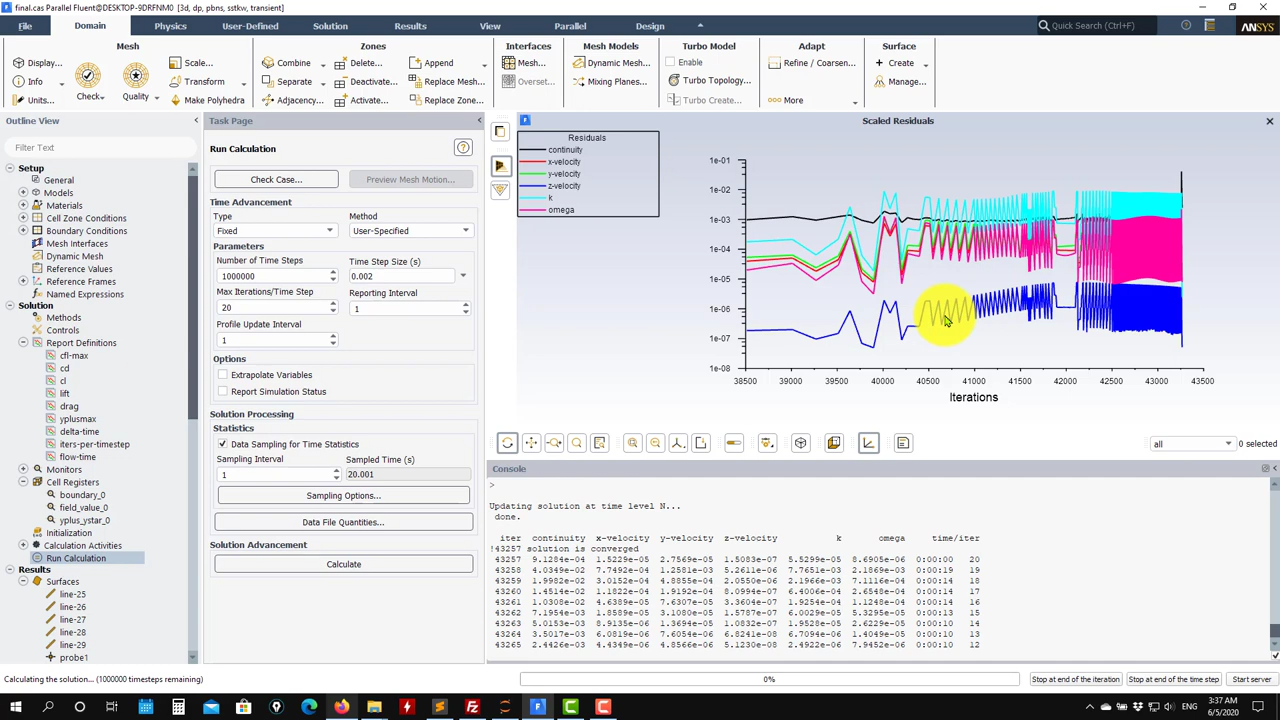 final.cas Parallel Fluent@DESKTOP-9DRFNM0 [3d, dp, pbns, sstkw, transient]
File Domain Physics User-Defined Solution Results View Parallel Design Quick Search (Ctrl+F) ANSYS
Mesh Zones Interfaces Mesh Models Turbo Model Adapt Surface
Display... Scale... Combine Delete... Append Mesh... Dynamic Mesh... Enable Refine / Coarsen... Create
Info Transform Separate Deactivate... Replace Mesh... Overset... Mixing Planes... Turbo Topology... Manage...
Units... Check Quality Make Polyhedra Adjacency... Activate... Replace Zone... Turbo Create... More
Outline View
Filter Text
Setup
General
Models
Materials
Cell Zone Conditions
Boundary Conditions
Mesh Interfaces
Dynamic Mesh
Reference Values
Reference Frames
Named Expressions
Solution
Methods
Controls
Report Definitions
cfl-max
cd
cl
lift
drag
yplusmax
delta-time
iters-per-timestep
flow-time
Monitors
Cell Registers
boundary_0
field_value_0
yplus_ystar_0
Initialization
Calculation Activities
Run Calculation
Results
Surfaces
line-25
line-26
line-27
line-28
line-29
probe1
Task Page
Run Calculation
Check Case... Preview Mesh Motion...
Time Advancement
Type Method
Fixed User-Specified
Parameters
Number of Time Steps Time Step Size (s)
1000000 0.002
Max Iterations/Time Step Reporting Interval
20 1
Profile Update Interval
1
Options
Extrapolate Variables
Report Simulation Status
Solution Processing
Statistics
Data Sampling for Time Statistics
Sampling Interval Sampled Time (s)
1 20.001
Sampling Options...
Data File Quantities...
Solution Advancement
Calculate
Scaled Residuals
Residuals
continuity
x-velocity
y-velocity
z-velocity
k
omega
1e-01
1e-02
1e-03
1e-04
1e-05
1e-06
1e-07
1e-08
38500 39000 39500 40000 40500 41000 41500 42000 42500 43000 43500
Iterations
all 0 selected
Console
>
Updating solution at time level N...
done.
iter continuity x-velocity y-velocity z-velocity k omega time/iter
!43257 solution is converged
43257 9.1284e-04 1.5229e-05 2.7569e-05 1.5083e-07 5.5299e-05 8.6905e-06 0:00:00 20
43258 4.0349e-02 7.7492e-04 1.2581e-03 5.2611e-06 7.7651e-03 2.1869e-03 0:00:19 19
43259 1.9982e-02 3.0152e-04 4.8855e-04 2.0550e-06 2.2067e-03 7.1116e-04 0:00:14 18
43260 1.4514e-02 1.1822e-04 1.9192e-04 8.0994e-07 6.4006e-04 2.6548e-04 0:00:14 17
43261 1.0308e-02 4.6389e-05 7.6307e-05 3.3604e-07 1.9254e-04 1.1248e-04 0:00:10 16
43262 7.1954e-03 1.8589e-05 3.1080e-05 1.5787e-07 6.0029e-05 5.3295e-05 0:00:13 15
43263 5.0153e-03 8.9135e-06 1.3694e-05 1.0832e-07 1.9528e-05 2.6229e-05 0:00:10 14
43264 3.5017e-03 6.0819e-06 7.6054e-06 6.8241e-08 6.7094e-06 1.4049e-05 0:00:10 13
43265 2.4426e-03 4.4349e-06 4.8566e-06 5.1230e-08 2.4922e-06 7.9452e-06 0:00:10 12
Calculating the solution... (1000000 timesteps remaining) 0% Stop at end of the iteration Stop at end of the time step Start server
ENG 3:37 AM
6/5/2020